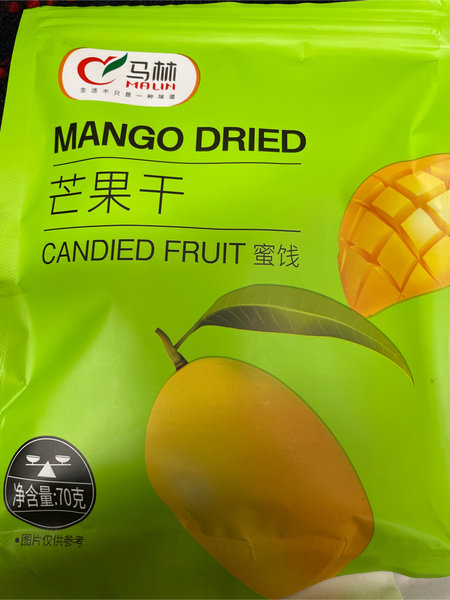 马林
MALIN
生活不只是一种味道
MANGO DRIED
芒果干
CANDIED FRUIT 蜜饯
净含量:70克
•图片仅供参考